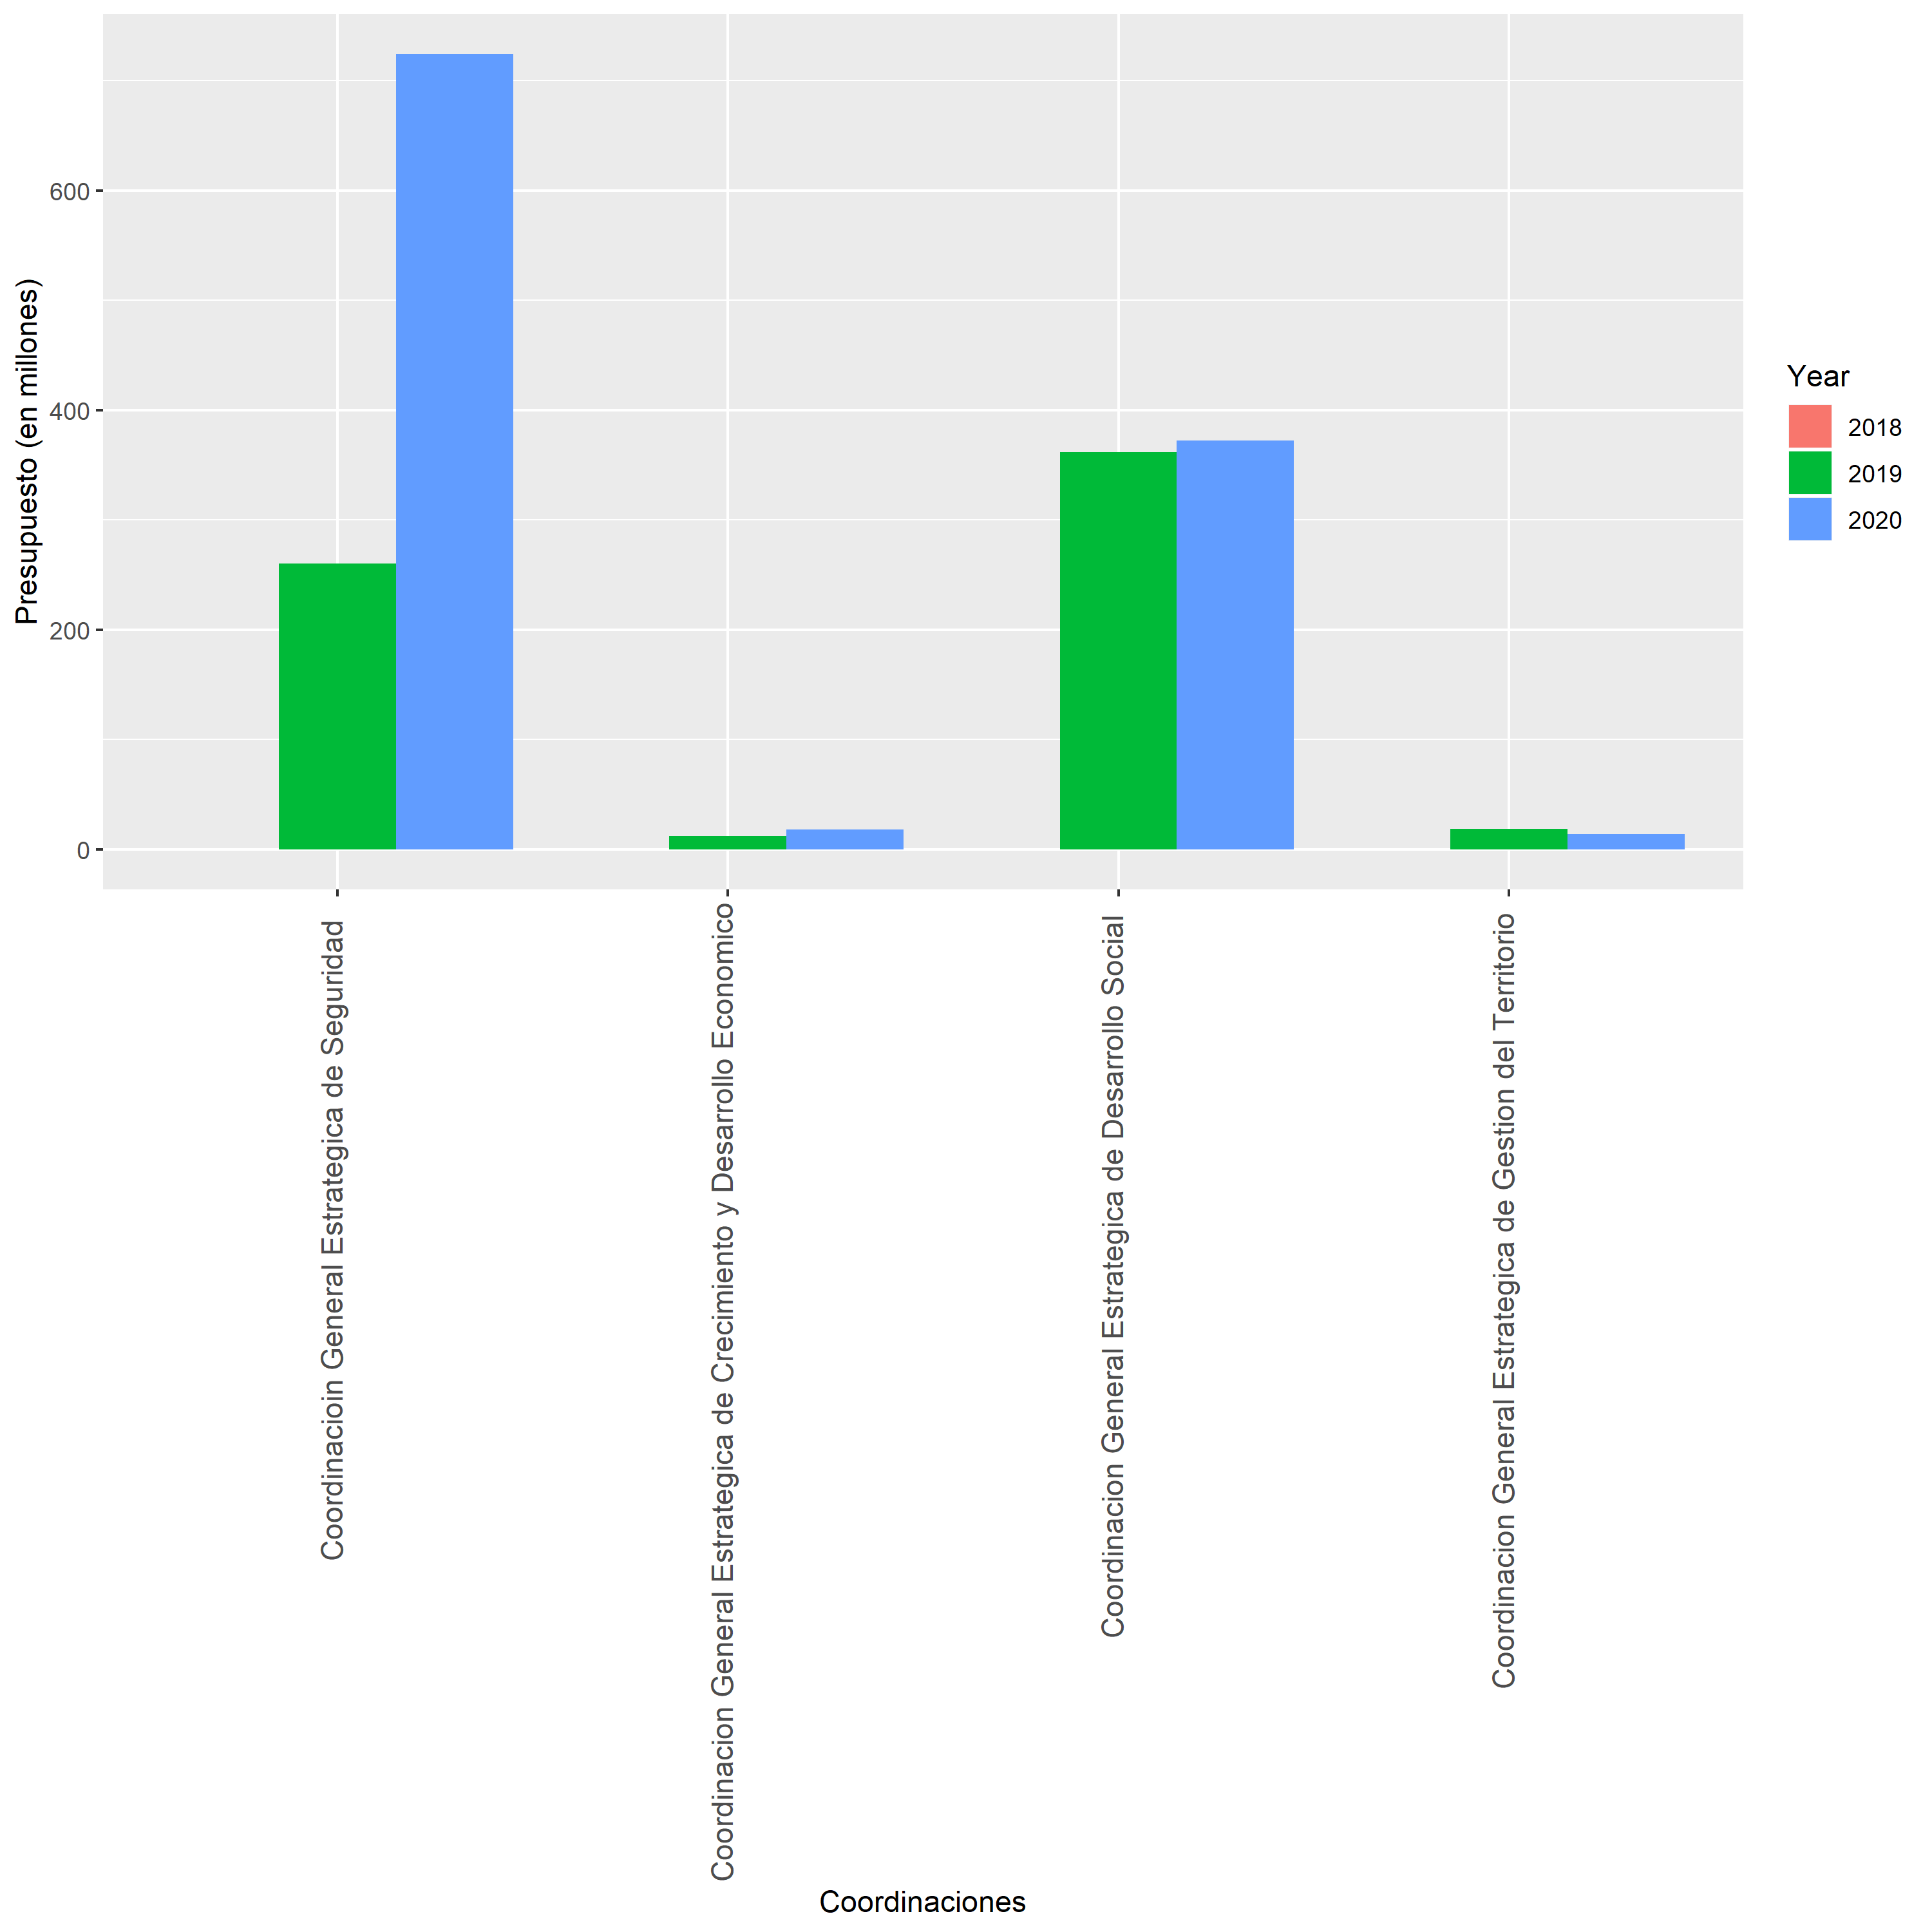 Presupuesto (en millones)
600
400
200
0
Year
2018
2019
2020
Coordinacioin General Estrategica de Seguridad
Coordinacion General Estrategica de Crecimiento y Desarrollo Economico
Coordinacion General Estrategica de Desarrollo Social
Coordinacion General Estrategica de Gestion del Territorio
Coordinaciones